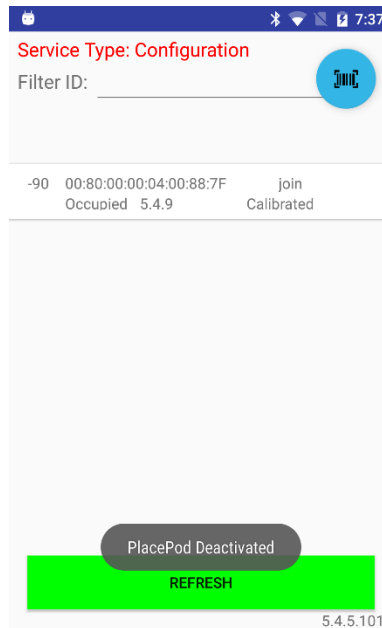 7:37
Service Type: Configuration
Filter ID:
-90 00:80:00:00:04:00:88:7F join
Occupied 5.4.9 Calibrated
PlacePod Deactivated
REFRESH
5.4.5.101